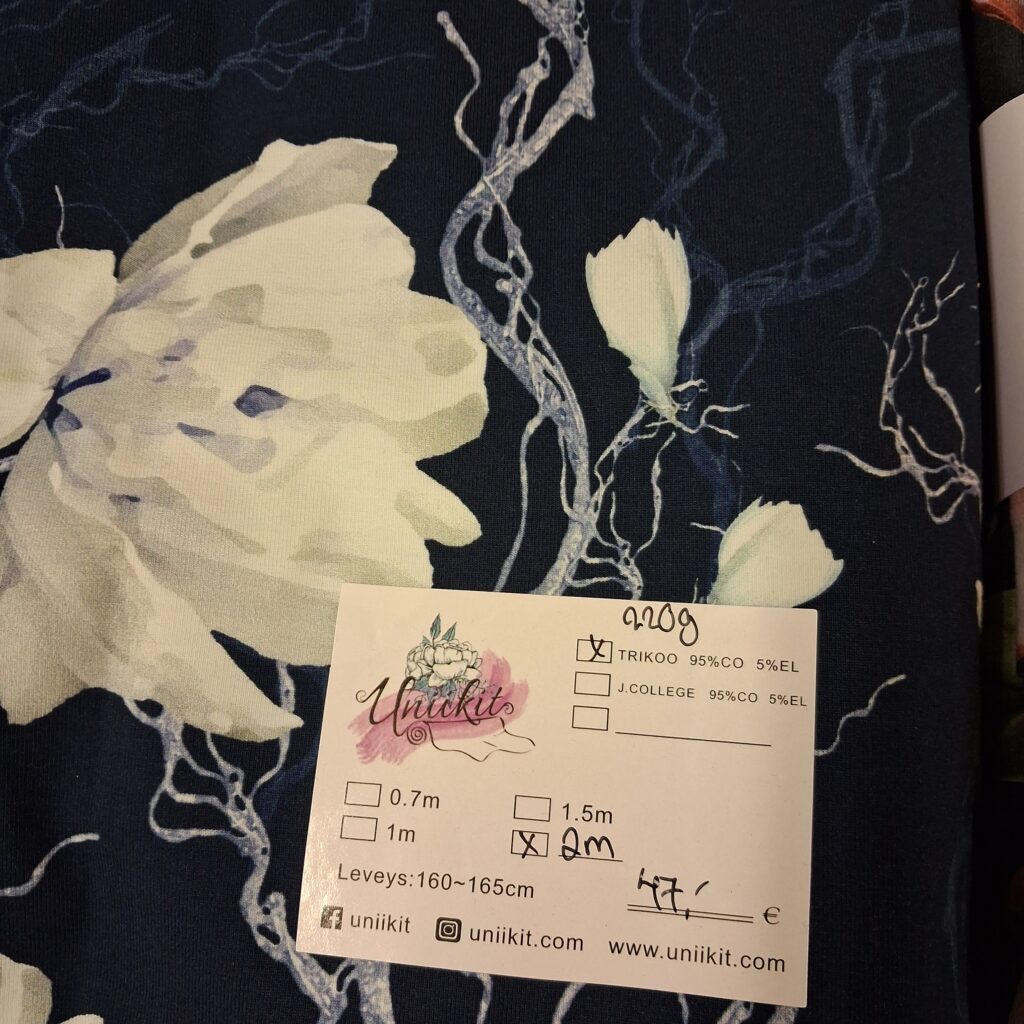 220g
X TRIKOO 95%CO 5%EL
J.COLLEGE 95%CO 5%EL
Uniikit
0.7m
1.5m
1m
X 2m
Leveys:160~165cm
47,- €
uniikit
uniikit.com
www.uniikit.com